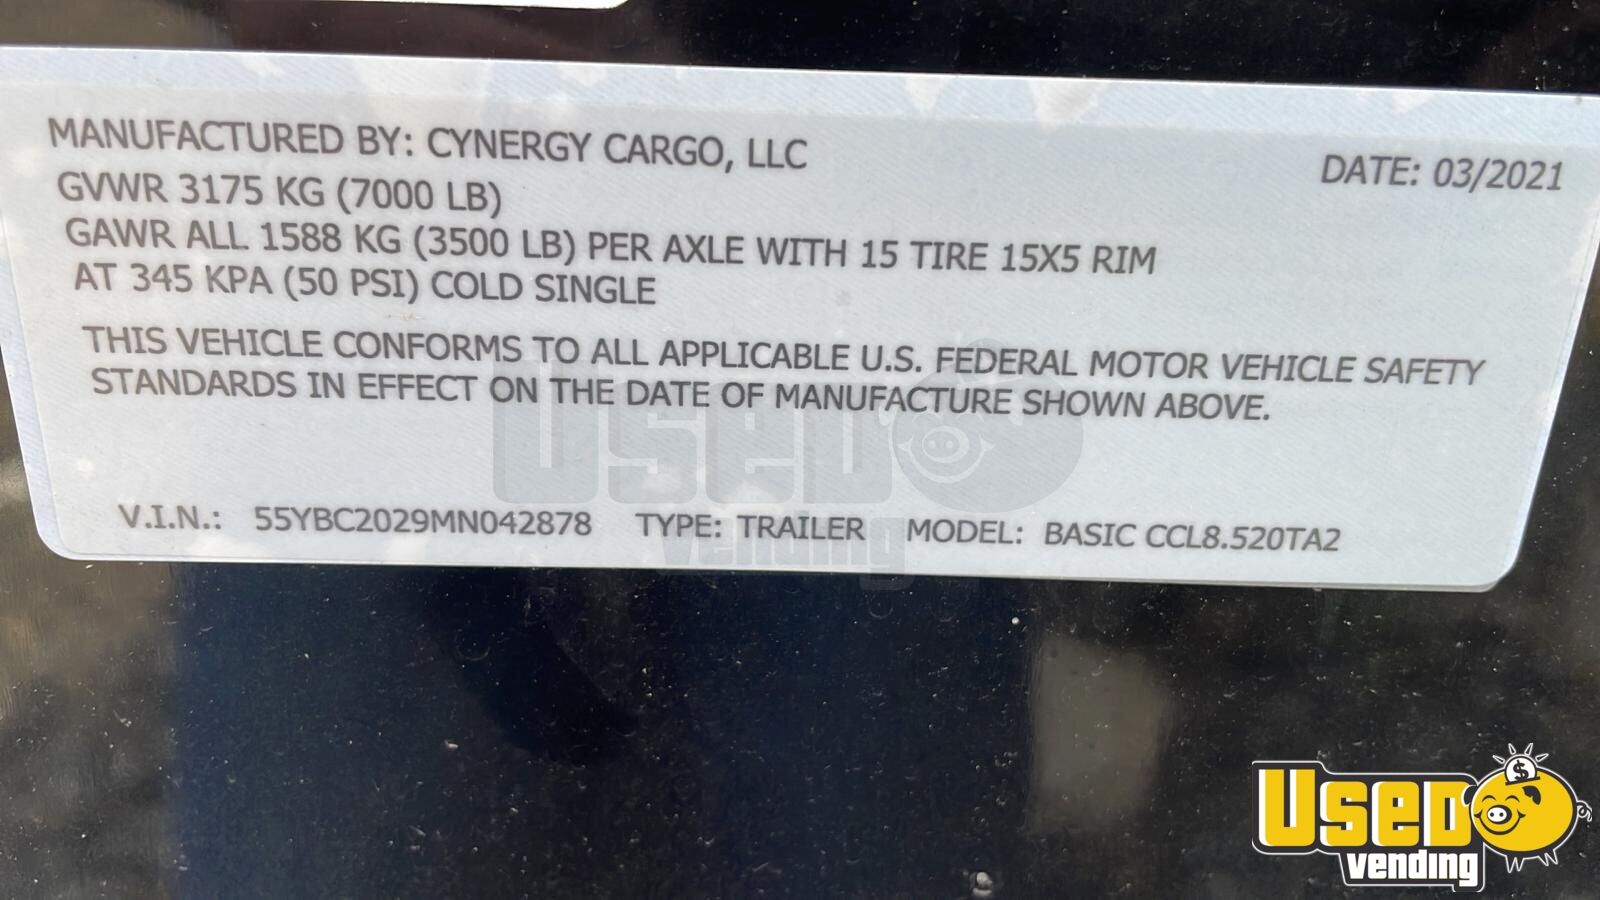 MANUFACTURED BY: CYNERGY CARGO, LLC
DATE: 03/2021
GVWR 3175 KG (7000 LB)
GAWR ALL 1588 KG (3500 LB) PER AXLE WITH 15 TIRE 15X5 RIM
AT 345 KPA (50 PSI) COLD SINGLE
THIS VEHICLE CONFORMS TO ALL APPLICABLE U.S. FEDERAL MOTOR VEHICLE SAFETY
STANDARDS IN EFFECT ON THE DATE OF MANUFACTURE SHOWN ABOVE.
Used
vending
V.I.N.: 55YBC2029MN042878 TYPE: TRAILER MODEL: BASIC CCL8.520TA2
$
Used
vending